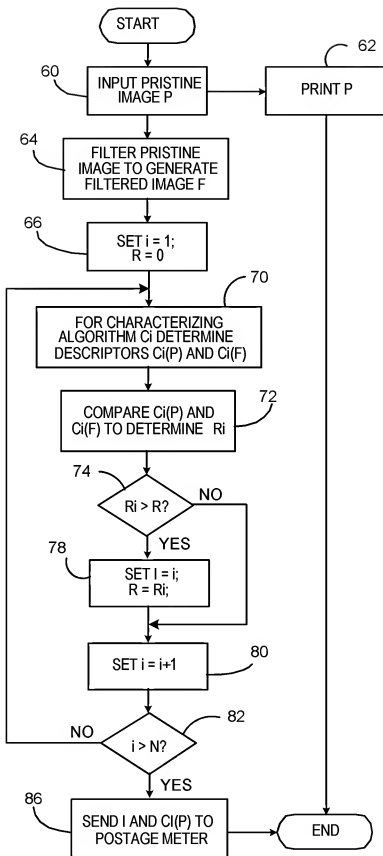 START
62
60
INPUT PRISTINE
IMAGE P
PRINT P
64
FILTER PRISTINE
IMAGE TO GENERATE
FILTERED IMAGE F
66
SET i = 1;
R = 0
70
FOR CHARACTERIZING
ALGORITHM Ci DETERMINE
DESCRIPTORS Ci(P) AND Ci(F)
72
COMPARE Ci(P) AND
Ci(F) TO DETERMINE Ri
74
Ri > R?
NO
YES
78
SET I = i;
R = Ri;
80
SET i = i+1
82
NO
i > N?
YES
86
SEND I AND CI(P) TO
POSTAGE METER
END